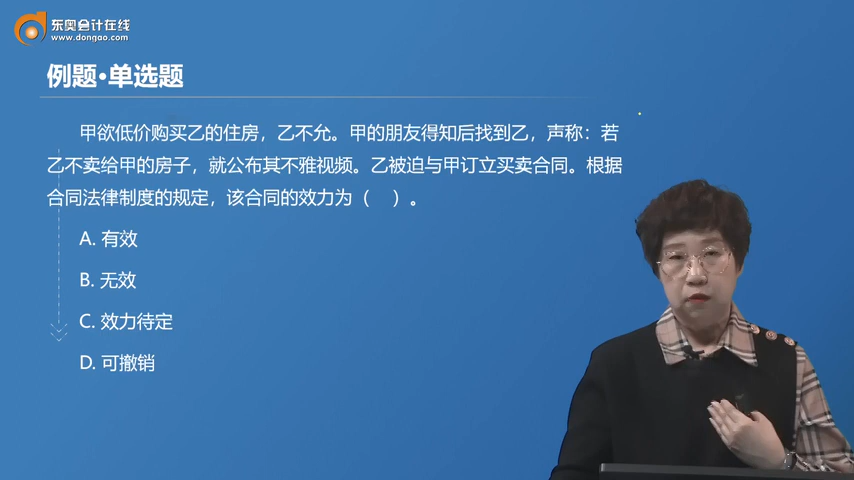 东奥会计在线
www.dongao.com
例题•单选题
甲欲低价购买乙的住房，乙不允。甲的朋友得知后找到乙，声称：若
乙不卖给甲的房子，就公布其不雅视频。乙被迫与甲订立买卖合同。根据
合同法律制度的规定，该合同的效力为（ ）。
A. 有效
B. 无效
C. 效力待定
D. 可撤销